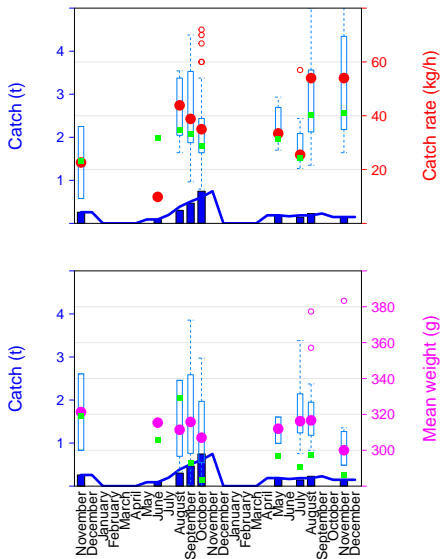 Catch (t)
1
2
3
4
20
40
60
Catch rate (kg/h)
Catch (t)
1
2
3
4
300
320
340
360
380
Mean weight (g)
November
December
January
February
March
April
May
June
July
August
September
October
November
December
January
February
March
April
May
June
July
August
September
October
November
December